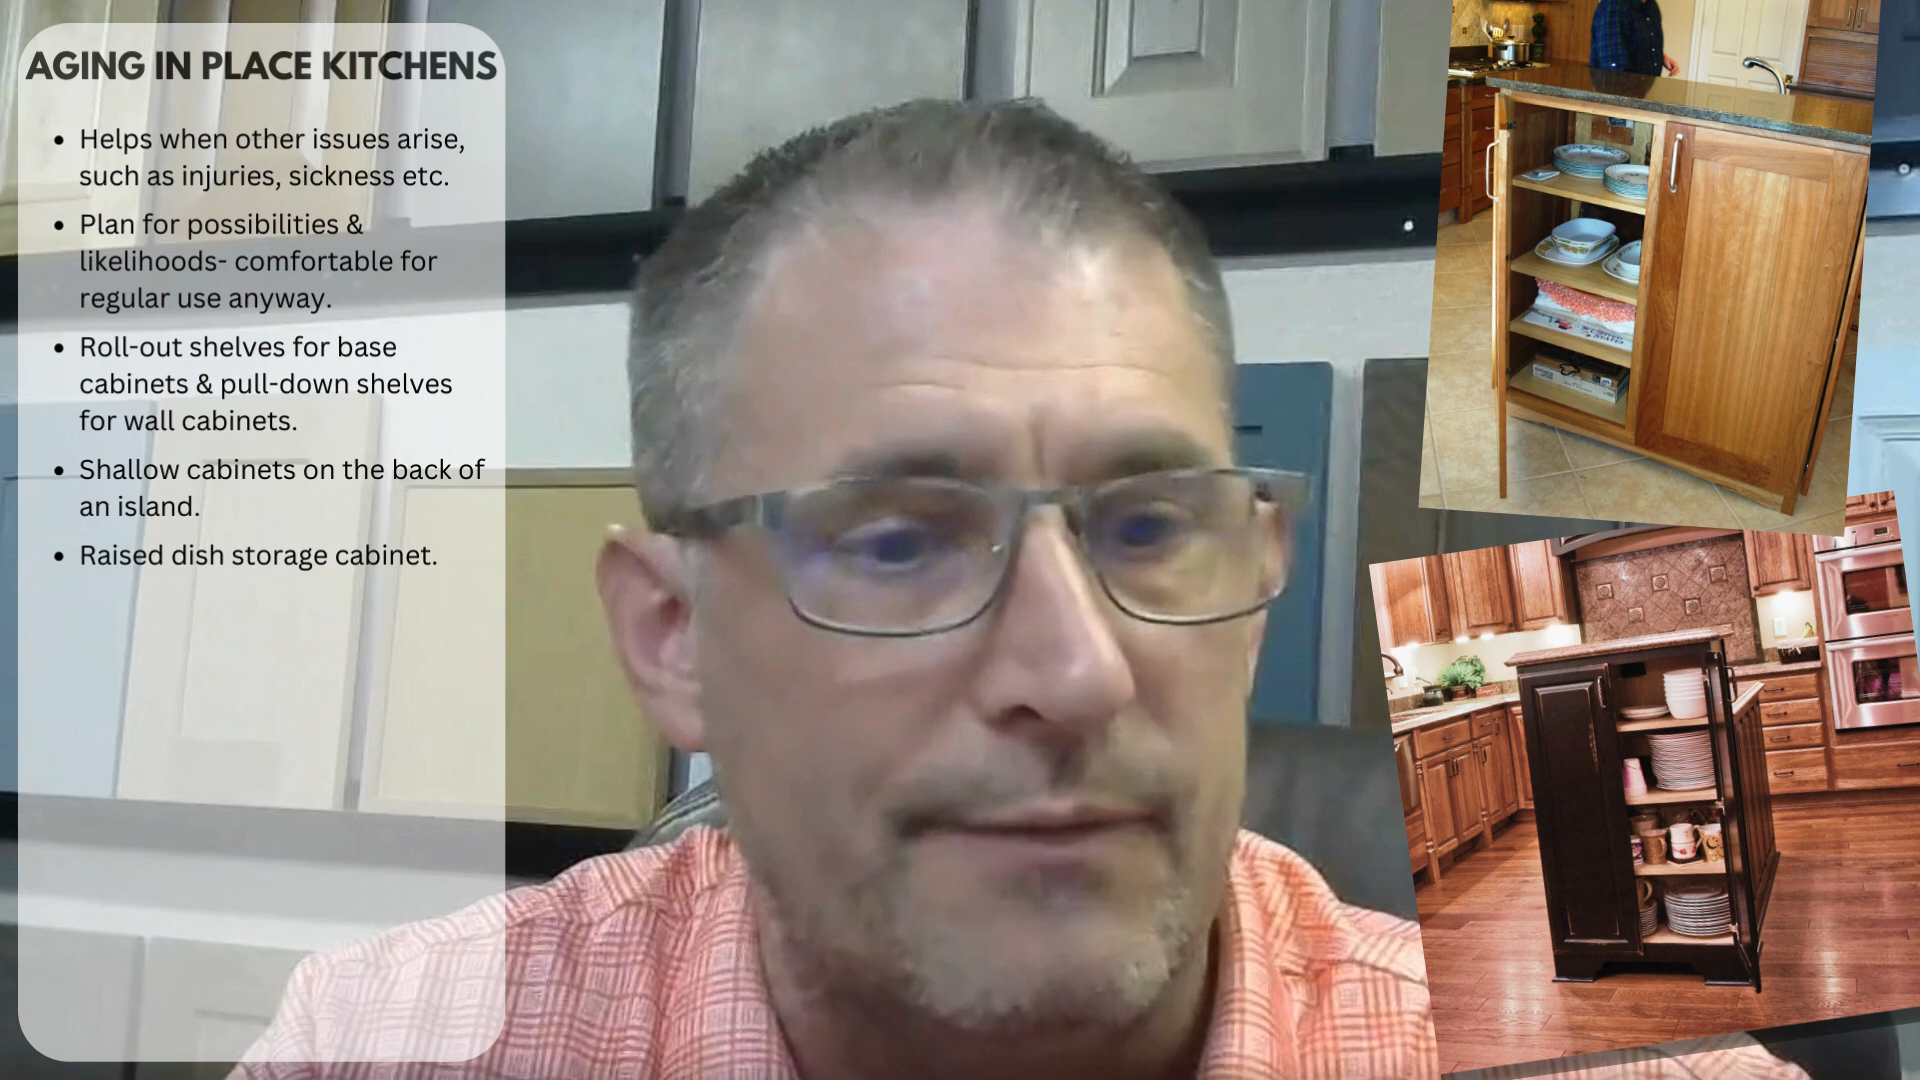 AGING IN PLACE KITCHENS
• Helps when other issues arise,
such as injuries, sickness etc.
• Plan for possibilities &
likelihoods- comfortable for
regular use anyway.
• Roll-out shelves for base
cabinets & pull-down shelves
for wall cabinets.
• Shallow cabinets on the back of
an island.
• Raised dish storage cabinet.